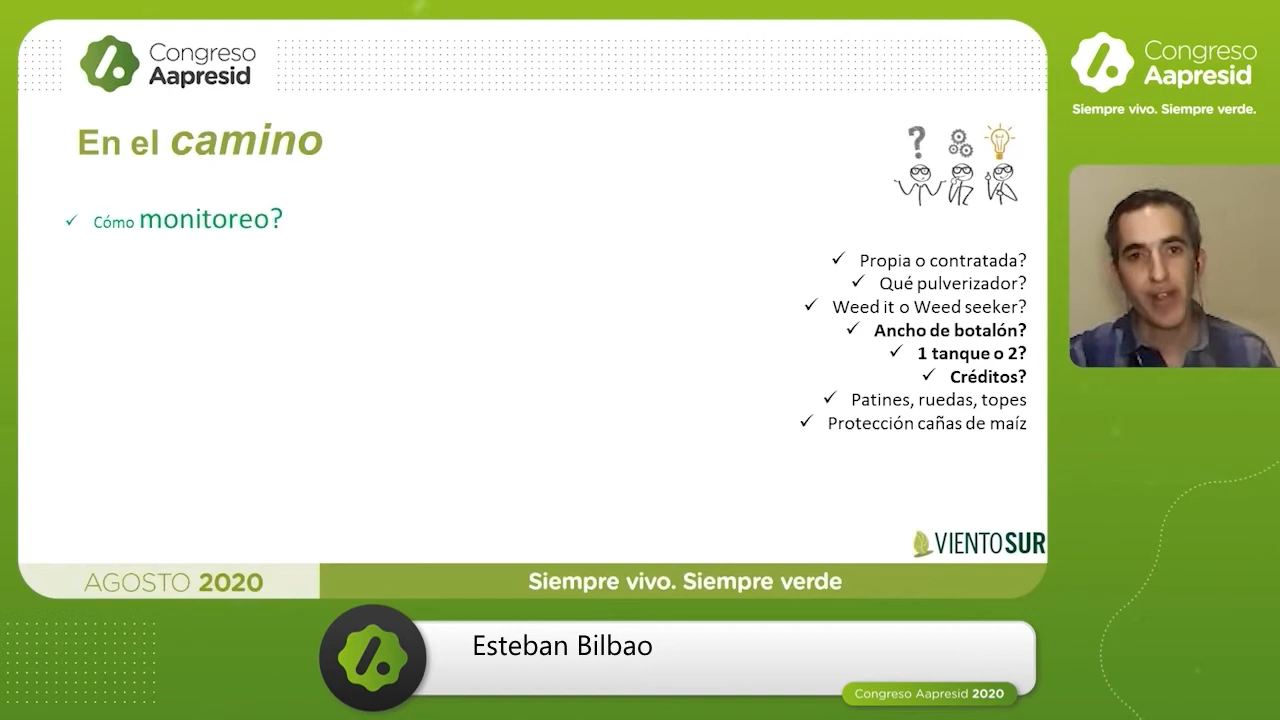 Congreso
Aapresid
En el camino
?
✓ Cómo monitoreo?
✓ Propia o contratada?
✓ Qué pulverizador?
✓ Weed it o Weed seeker?
✓ Ancho de botalón?
✓ 1 tanque o 2?
✓ Créditos?
✓ Patines, ruedas, topes
✓ Protección cañas de maíz
VIENTO SUR
AGOSTO 2020
Siempre vivo. Siempre verde
Congreso
Aapresid
Siempre vivo. Siempre verde.
Esteban Bilbao
Congreso Aapresid 2020